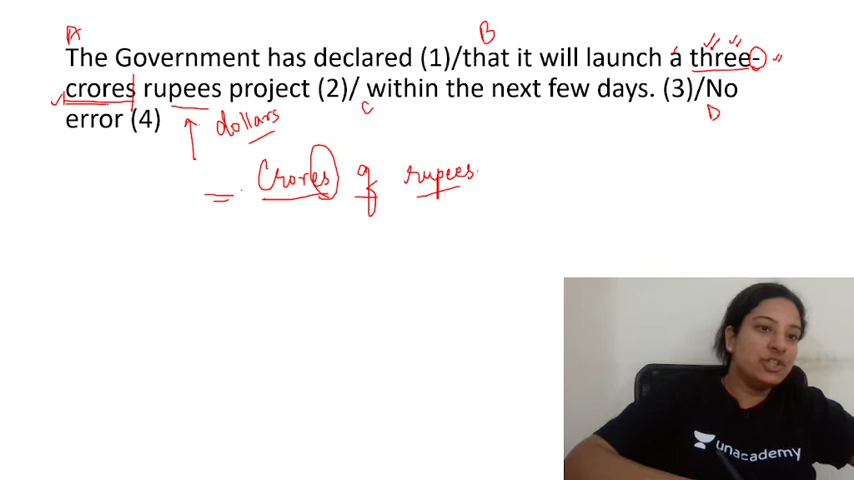 A
B
The Government has declared (1)/that it will launch a three-
crores rupees project (2)/ within the next few days. (3)/No
C
D
error (4)
dollars
= Crores of rupees
unacademy